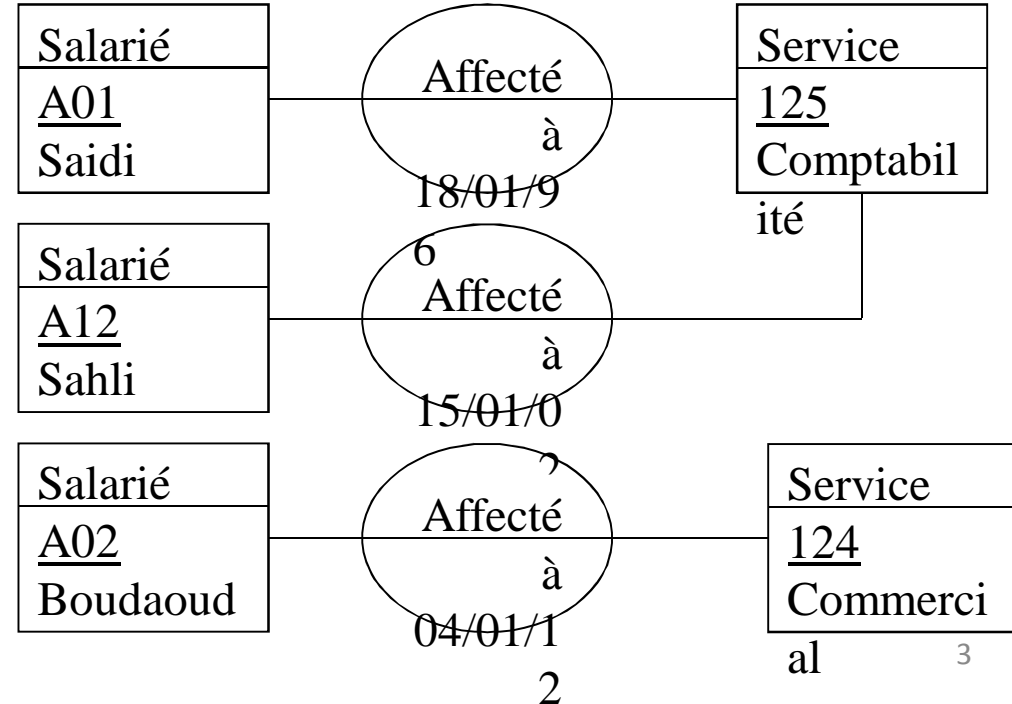 Salarié
A01
Saidi
Affecté
à
18/01/9
6
Service
125
Comptabil
ité
Salarié
A12
Sahli
Affecté
à
15/01/0
2
Salarié
A02
Boudaoud
Affecté
à
04/01/1
2
Service
124
Commerci
al
3